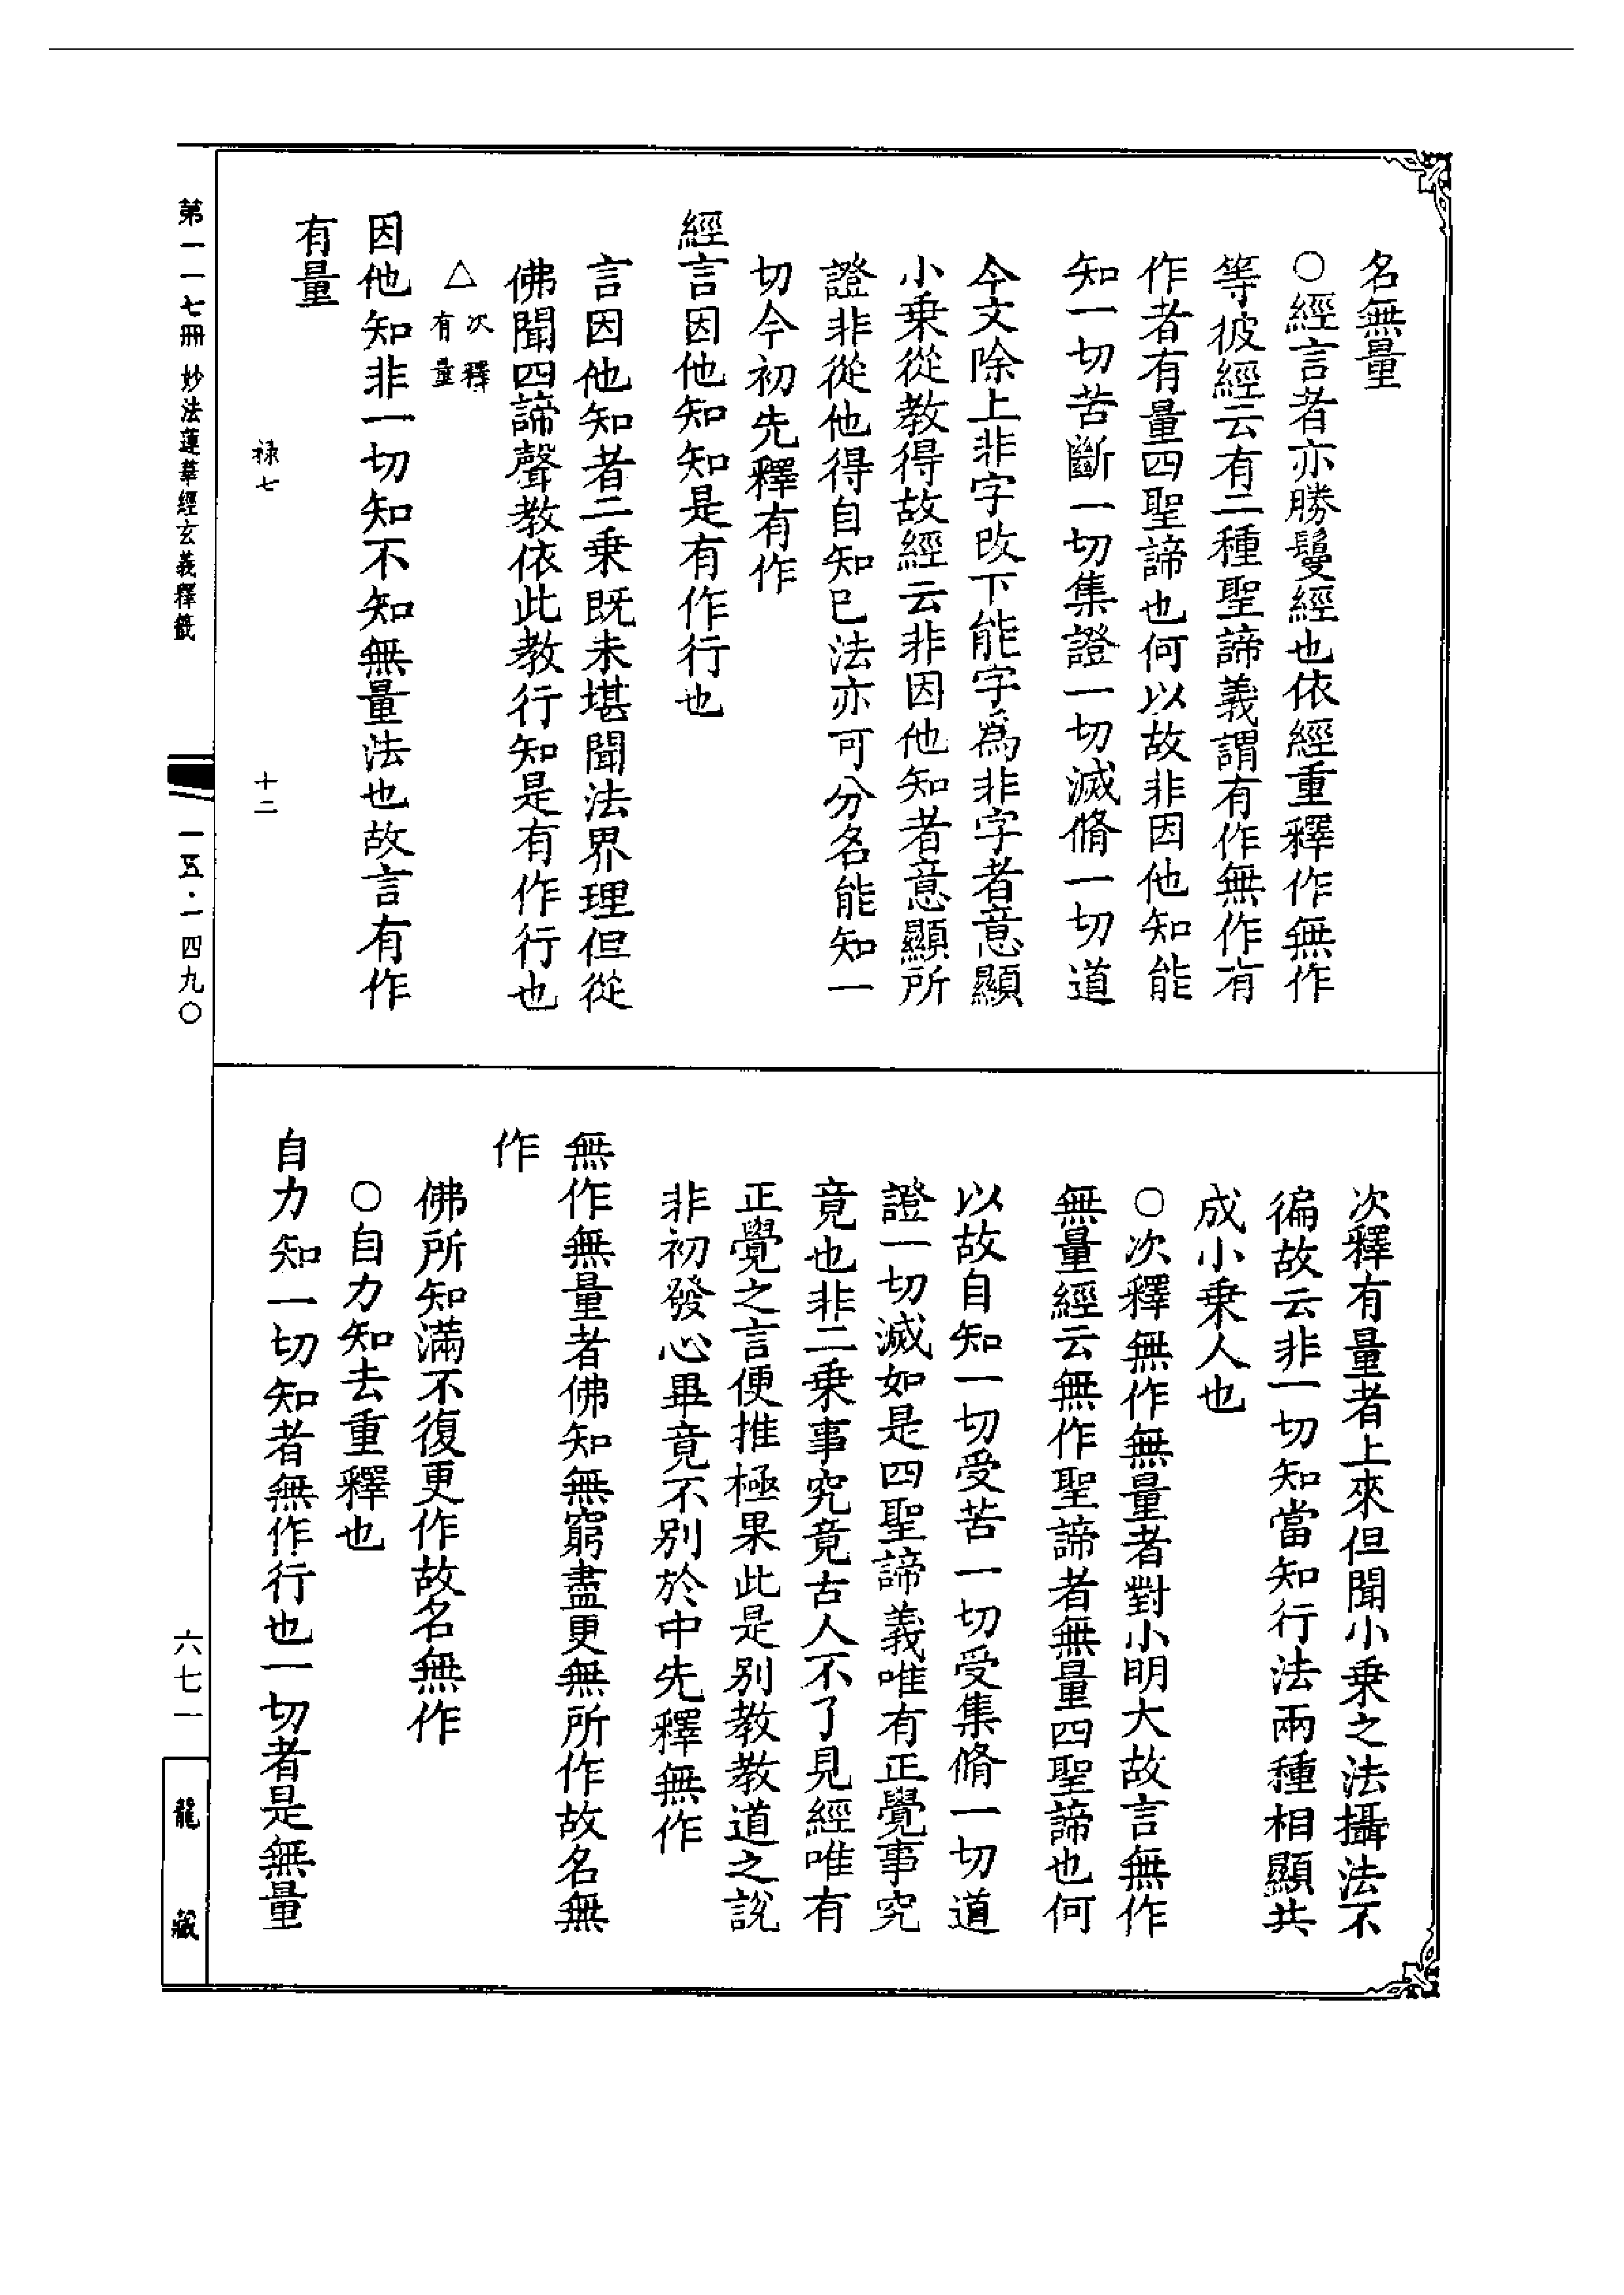 名無量
○經言者亦勝鬘經也依經重釋作無作
等彼經云有二種聖諦義謂有作無作有
作者有量四聖諦也何以故非因他知能
知一切苦斷一切集證一切滅脩一切道
今文除上非字改下能字爲非字者意顯
小乗從教得故經云非因他知者意顯所
證非從他得自知已法亦可分名能知一
切今初先釋有作
經言因他知知是有作行也
言因他知者二乗既未堪聞法界理但從
佛聞四諦聲教依此教行知是有作行也
△次釋
有量
因他知非一切知不知無量法也故言有作
有量
祿七 十二
次釋有量者上來但聞小乗之法攝法不
徧故云非一切知當知行法兩種相顯共
成小乗人也
○次釋無作無量者對小明大故言無作
無量經云無作聖諦者無量四聖諦也何
以故自知一切受苦一切受集脩一切道
證一切滅如是四聖諦義唯有正覺事究
竟也非二乗事究竟古人不了見經唯有
正覺之言便推極果此是別教教道之説
非初發心畢竟不別於中先釋無作
無作無量者佛知無窮盡更無所作故名無
作
佛所知滿不復更作故名無作
○自力知去重釋也
自力知一切知者無作行也一切者是無量
第一一七冊 妙法蓮華經玄義釋籤 一五·一四九〇
六七一
龍藏